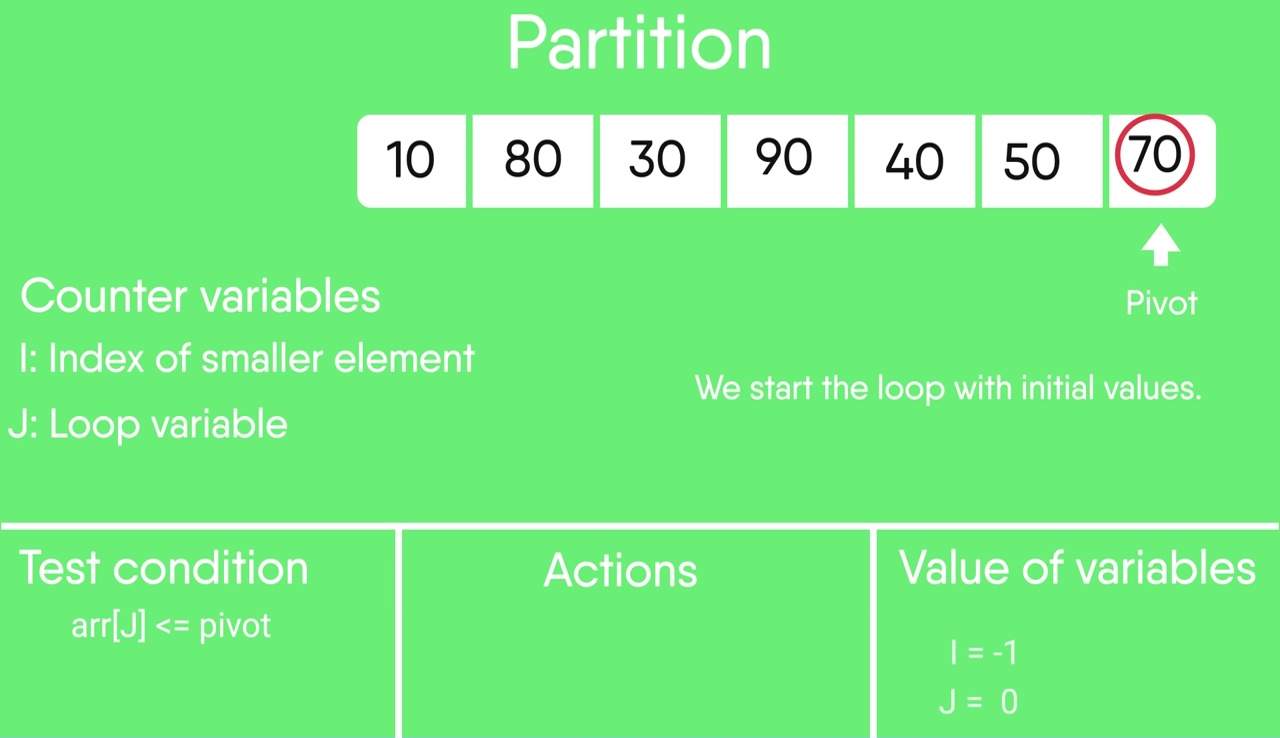 Partition
10 80 30 90 40 50 70
Pivot
Counter variables
I: Index of smaller element
J: Loop variable
We start the loop with initial values.
Test condition
arr[J] <= pivot
Actions
Value of variables
I = -1
J = 0